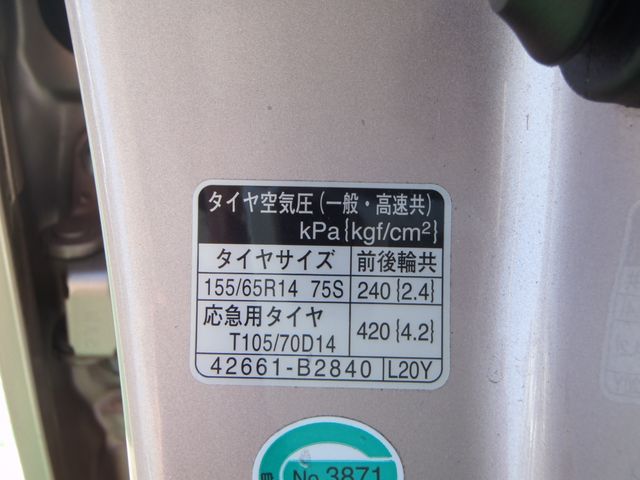 タイヤ空気圧(一般・高速共)
kPa{kgf/cm²}
タイヤサイズ 前後輪共
155/65R14 75S 240{2.4}
応急用タイヤ
T105/70D14 420{4.2}
42661-B2840 L20Y
No 3871